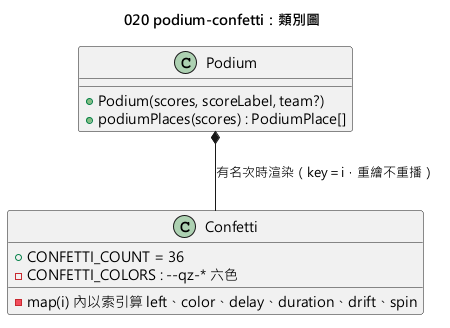 020 podium-confetti：類別圖
C Podium
Podium(scores, scoreLabel, team?)
podiumPlaces(scores) : PodiumPlace[]
有名次時渲染（key＝i，重繪不重播）
C Confetti
CONFETTI_COUNT = 36
CONFETTI_COLORS : --qz-* 六色
map(i) 內以索引算 left、color、delay、duration、drift、spin